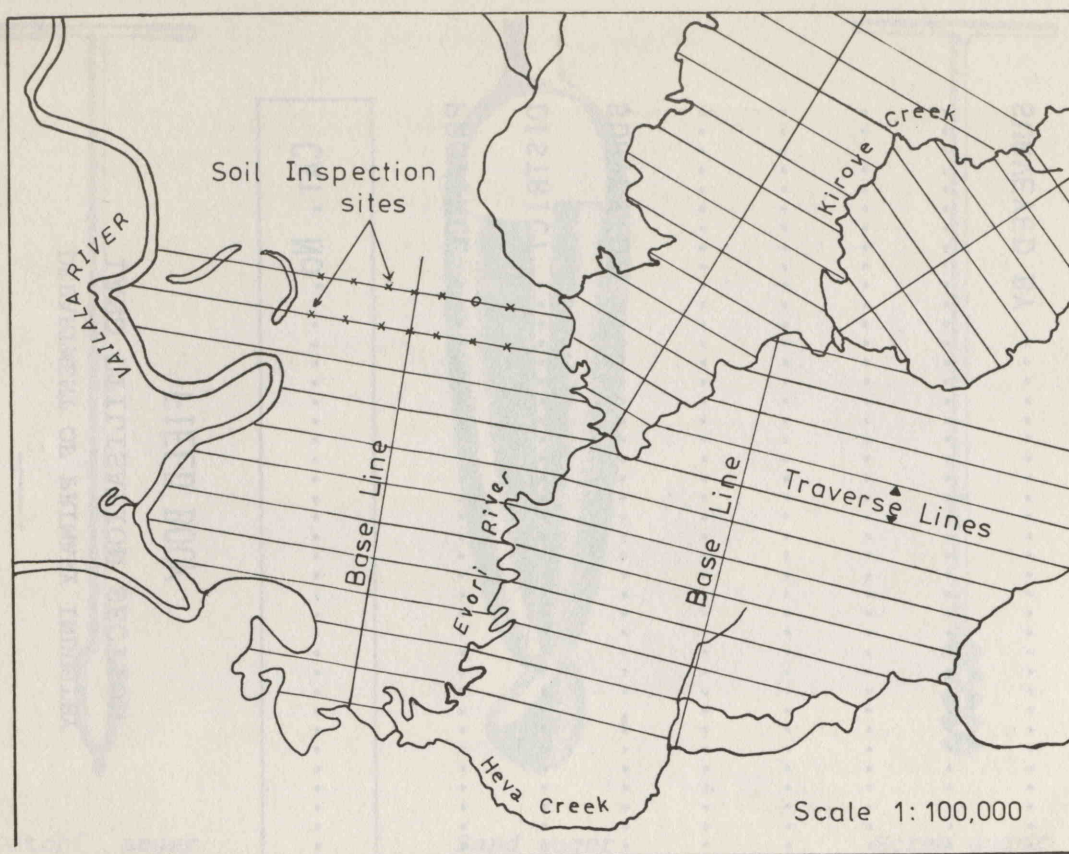 Creek
Kiroye
Soil Inspection
sites
VAILALA RIVER
Base Line
Evori River
Base Line
Traverse Lines
Heva Creek
Scale 1:100,000